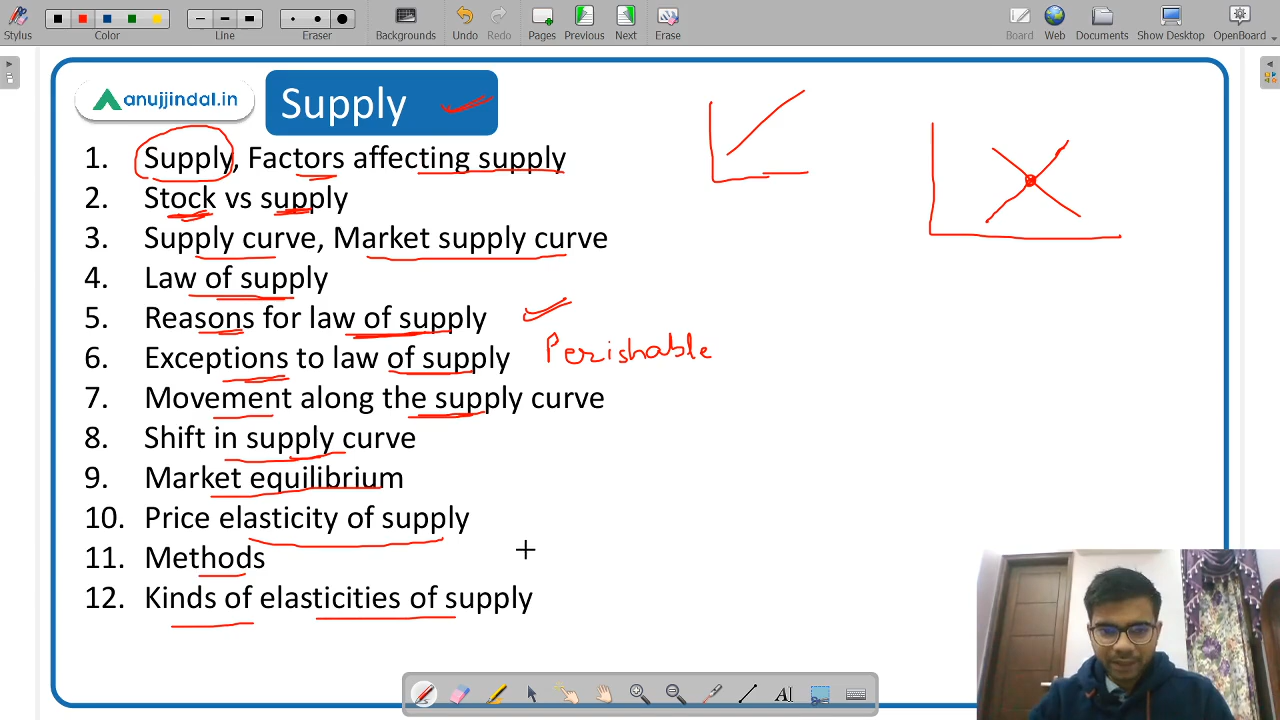 Stylus
Color
Line
Eraser
Backgrounds
Undo
Redo
Pages
Previous
Next
Erase
Board
Web
Documents
Show Desktop
OpenBoard
anujjindal.in
Supply
1. Supply, Factors affecting supply
2. Stock vs supply
3. Supply curve, Market supply curve
4. Law of supply
5. Reasons for law of supply
6. Exceptions to law of supply
Perishable
7. Movement along the supply curve
8. Shift in supply curve
9. Market equilibrium
10. Price elasticity of supply
11. Methods
12. Kinds of elasticities of supply
AI